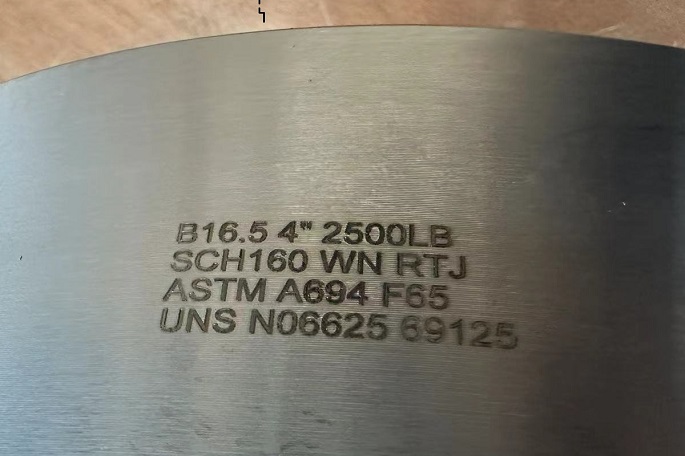 B16.5 4" 2500LB
SCH160 WN RTJ
ASTM A694 F65
UNS N06625 69125